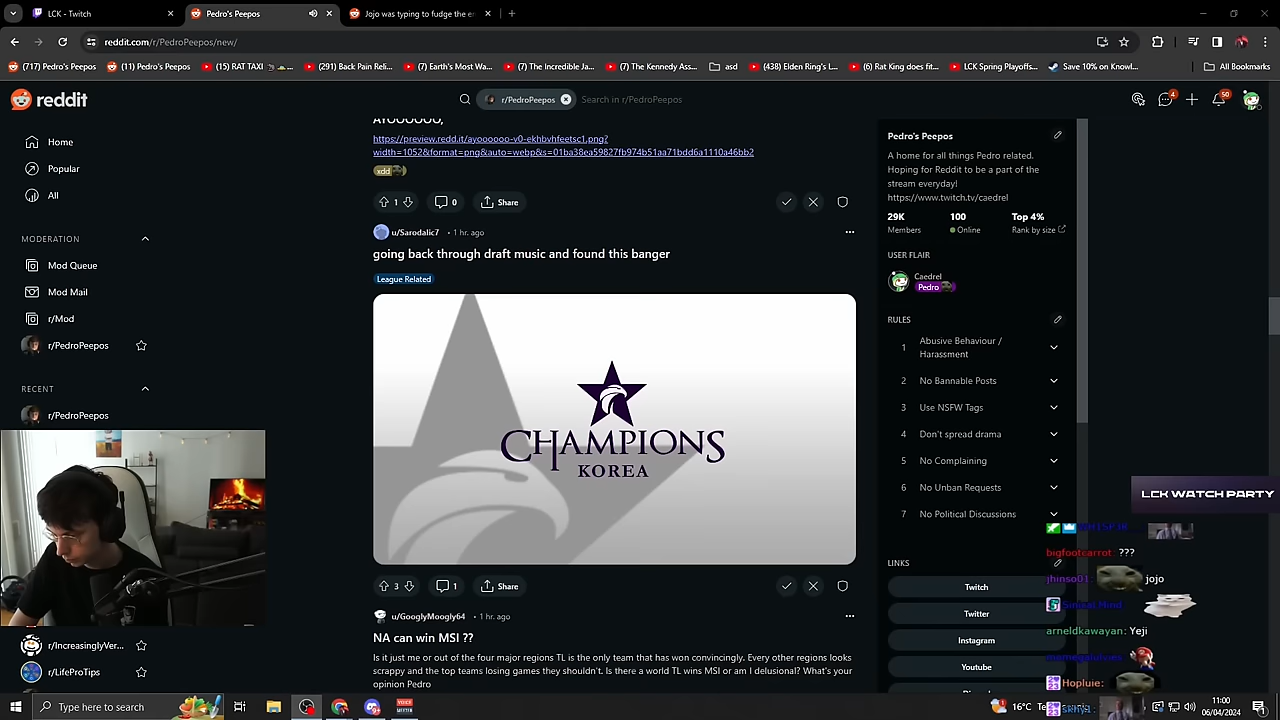 LCK - Twitch
Pedro's Peepos
Jojo was typing to fudge the er
reddit.com/r/PedroPeepos/new/
(717) Pedro's Peepos
(11) Pedro's Peepos
(15) RAT TAXI
(291) Back Pain Reli...
(7) Earth's Most Wa...
(7) The Incredible Ja...
(7) The Kennedy Ass...
asd
(438) Elden Ring's L...
(6) Rat King does fit...
LCK Spring Playoffs...
Save 10% on Knowl...
All Bookmarks
reddit
r/PedroPeepos
Search in r/PedroPeepos
4
50
Home
Popular
All
MODERATION
Mod Queue
Mod Mail
r/Mod
r/PedroPeepos
RECENT
r/PedroPeepos
r/IncreasinglyVer...
r/LifeProTips
AYOOOOOO,
https://preview.redd.it/ayoooooo-v0-ekhbvhfeetsc1.png?
width=1052&format=png&auto=webp&s=01ba38ea59827fb974b51aa71bdd6a1110a46bb2
xdd
1
0
Share
u/Sarodalic7 • 1 hr. ago
going back through draft music and found this banger
League Related
CHAMPIONS
KOREA
3
1
Share
u/GooglyMoogly64 • 1 hr. ago
NA can win MSI ??
Is it just me or out of the four major regions TL is the only team that has won convincingly. Every other regions looks
scrappy and the top teams losing games they shouldn't. Is there a world TL wins MSI or am I delusional? What's your
opinion Pedro
Pedro's Peepos
A home for all things Pedro related.
Hoping for Reddit to be a part of the
stream everyday!
https://www.twitch.tv/caedrel
29K
100
Top 4%
Members
Online
Rank by size
USER FLAIR
Caedrel
Pedro
RULES
1 Abusive Behaviour /
Harassment
2 No Bannable Posts
3 Use NSFW Tags
4 Don't spread drama
5 No Complaining
6 No Unban Requests
7 No Political Discussions
LINKS
Twitch
Twitter
Instagram
Youtube
LCK WATCH PARTY
bigfootcarrot: ???
jhinso01: jojo
Sinixal Mind
arneldkawayan: Yeji
Hopluie:
Type here to search
16°C
11:00
06/04/2024